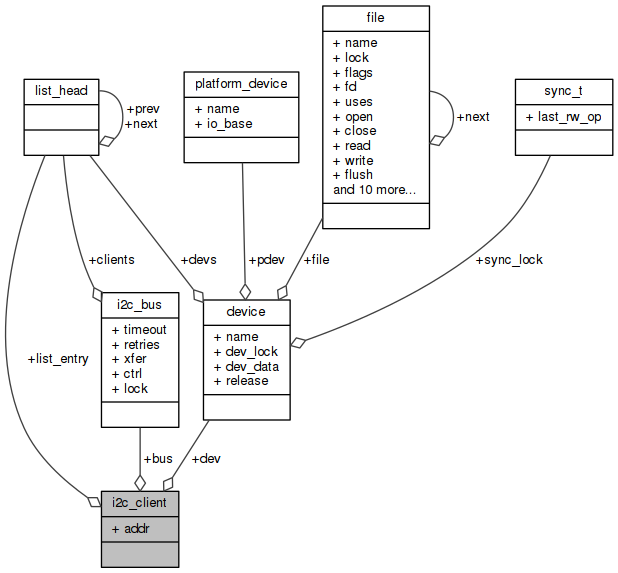 file
+ name
+ lock
+ flags
+ fd
+ uses
+ open
+ close
+ read
+ write
+ flush
and 10 more...
list_head
+prev
+next
platform_device
+ name
+ io_base
+next
sync_t
+ last_rw_op
+clients
+devs
+pdev
+file
+sync_lock
i2c_bus
+ timeout
+ retries
+ xfer
+ ctrl
+ lock
device
+ name
+ dev_lock
+ dev_data
+ release
+list_entry
+bus
+dev
i2c_client
+ addr